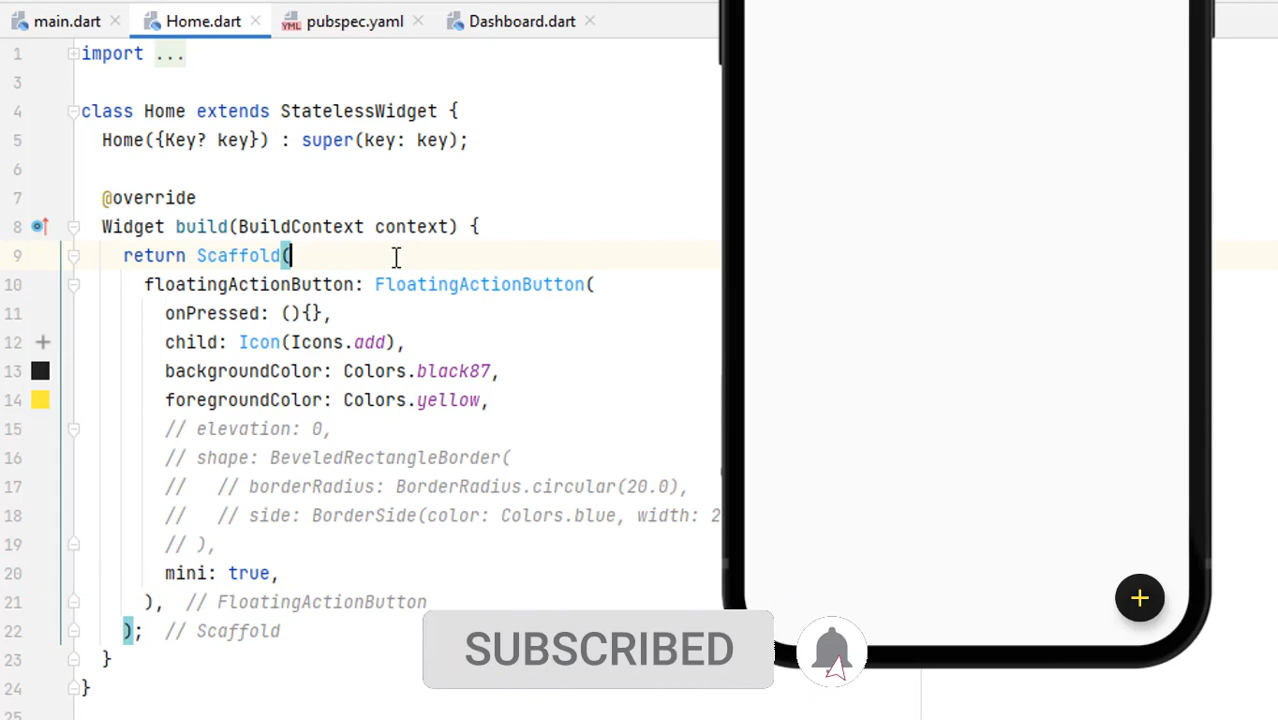 main.dart Home.dart pubspec.yaml Dashboard.dart
1 import ...
3
4 class Home extends StatelessWidget {
5 Home({Key? key}) : super(key: key);
6
7 @override
8 Widget build(BuildContext context) {
9 return Scaffold(
10 floatingActionButton: FloatingActionButton(
11 onPressed: (){},
12 child: Icon(Icons.add),
13 backgroundColor: Colors.black87,
14 foregroundColor: Colors.yellow,
15 // elevation: 0,
16 // shape: BeveledRectangleBorder(
17 // // borderRadius: BorderRadius.circular(20.0),
18 // // side: BorderSide(color: Colors.blue, width: 2
19 // ),
20 mini: true,
21 ), // FloatingActionButton
22 ); // Scaffold
23 }
24 }
25
SUBSCRIBED